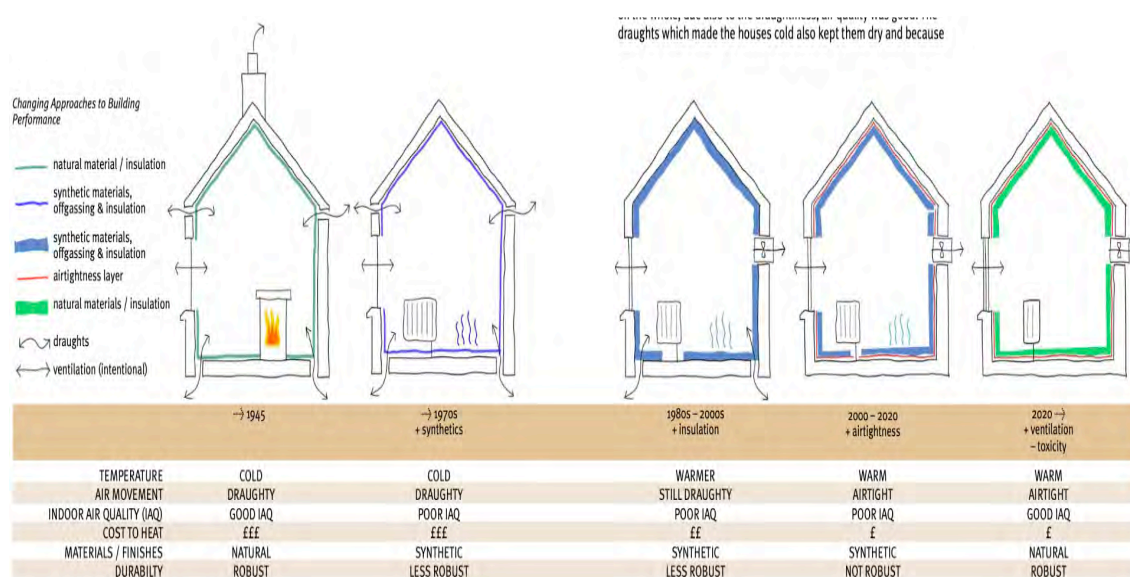 draughts which made the houses cold also kept them dry and because
Changing Approaches to Building
Performance
natural material / insulation
synthetic materials,
offgassing & insulation
synthetic materials,
offgassing & insulation
airtightness layer
natural materials / insulation
draughts
ventilation (intentional)
→ 1945
→ 1970S
+ synthetics
1980S – 2000S
+ insulation
2000 – 2020
+ airtightness
2020 →
+ ventilation
– toxicity
TEMPERATURE COLD COLD WARMER WARM WARM
AIR MOVEMENT DRAUGHTY DRAUGHTY STILL DRAUGHTY AIRTIGHT AIRTIGHT
INDOOR AIR QUALITY (IAQ) GOOD IAQ POOR IAQ POOR IAQ POOR IAQ GOOD IAQ
COST TO HEAT £££ £££ ££ £ £
MATERIALS / FINISHES NATURAL SYNTHETIC SYNTHETIC SYNTHETIC NATURAL
DURABILTY ROBUST LESS ROBUST LESS ROBUST NOT ROBUST ROBUST